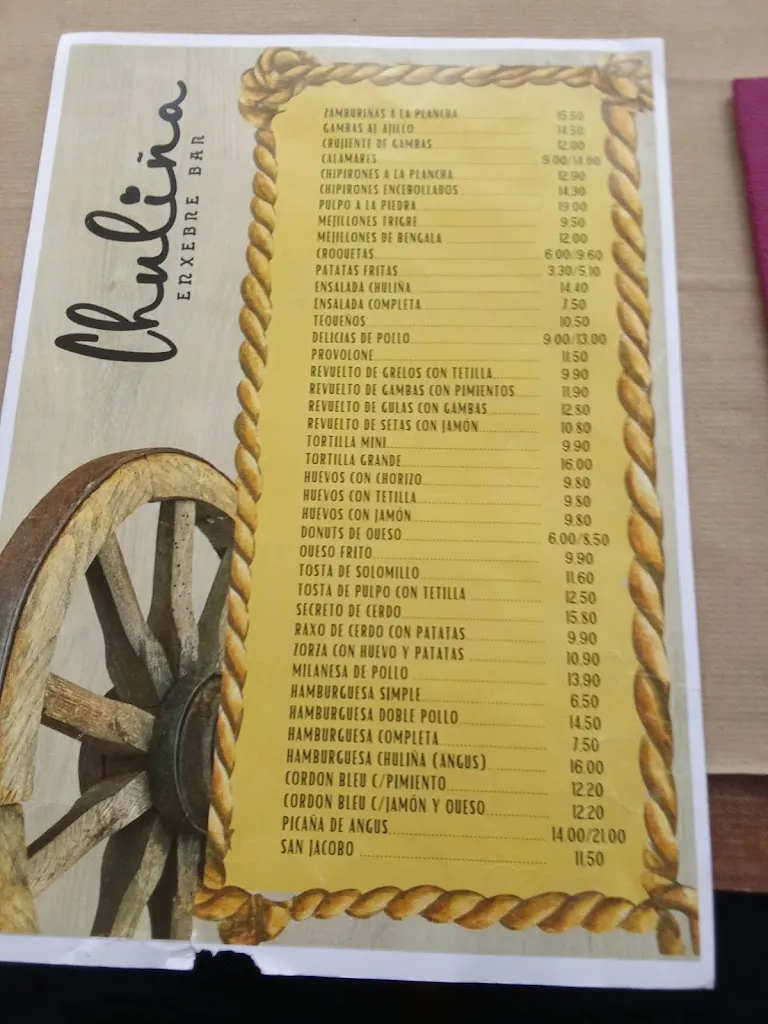 Chuliña
ENXEBRE BAR
ZAMBURIÑAS A LA PLANCHA 15.50
GAMBAS AL AJILLO 14.50
CRUJIENTE DE GAMBAS 12.00
CALAMARES 9.00/14.00
CHIPIRONES A LA PLANCHA 12.90
CHIPIRONES ENCEBOLLADOS 14.30
PULPO A LA PIEDRA 19.00
MEJILLONES TRIGRE 9.50
MEJILLONES DE BENGALA 12.00
CROQUETAS 6.00/9.60
PATATAS FRITAS 3.30/5.10
ENSALADA CHULIÑA 14.40
ENSALADA COMPLETA 7.50
TEQUEÑOS 10.50
DELICIAS DE POLLO 9.00/13.00
PROVOLONE 11.50
REVUELTO DE GRELOS CON TETILLA 9.90
REVUELTO DE GAMBAS CON PIMIENTOS 11.90
REVUELTO DE GULAS CON GAMBAS 12.80
REVUELTO DE SETAS CON JAMÓN 10.80
TORTILLA MINI 9.90
TORTILLA GRANDE 16.00
HUEVOS CON CHORIZO 9.80
HUEVOS CON TETILLA 9.80
HUEVOS CON JAMÓN 9.80
DONUTS DE QUESO 6.00/8.50
QUESO FRITO 9.90
TOSTA DE SOLOMILLO 11.60
TOSTA DE PULPO CON TETILLA 12.50
SECRETO DE CERDO 15.80
RAXO DE CERDO CON PATATAS 9.90
ZORZA CON HUEVO Y PATATAS 10.90
MILANESA DE POLLO 13.90
HAMBURGUESA SIMPLE 6.50
HAMBURGUESA DOBLE POLLO 14.50
HAMBURGUESA COMPLETA 7.50
HAMBURGUESA CHULIÑA (ANGUS) 16.00
CORDON BLEU C/PIMIENTO 12.20
CORDON BLEU C/JAMÓN Y QUESO 12.20
PICAÑA DE ANGUS 14.00/21.00
SAN JACOBO 11.50